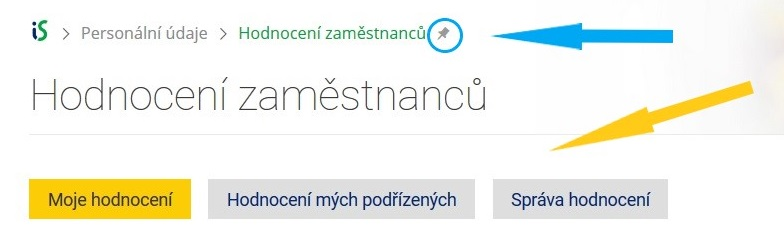 iS > Personální údaje > Hodnocení zaměstnanců
Hodnocení zaměstnanců
Moje hodnocení Hodnocení mých podřízených Správa hodnocení